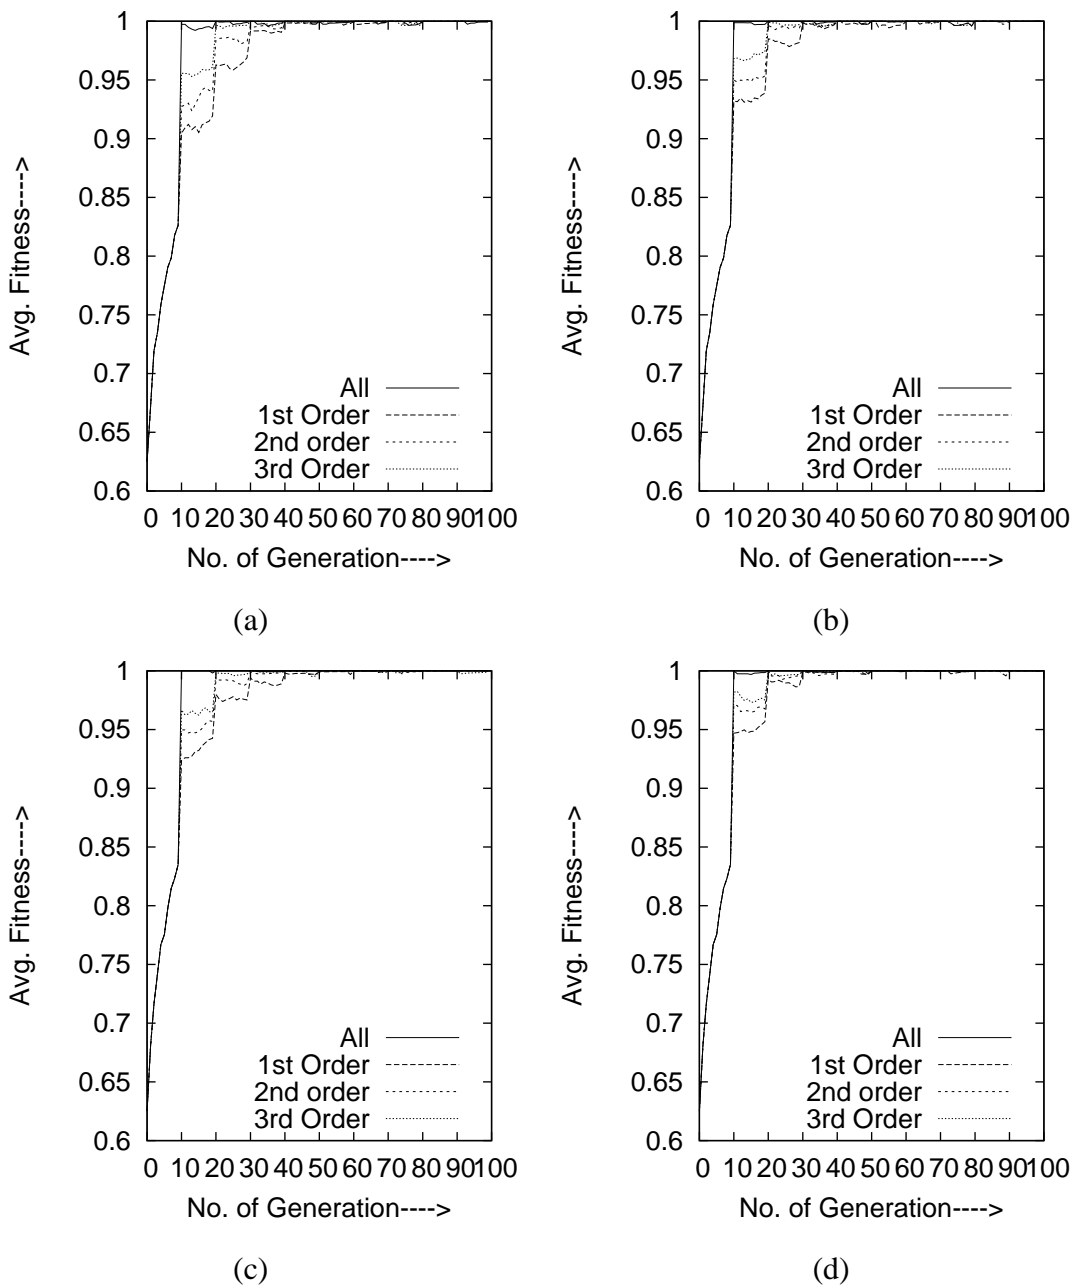 1
0.95
0.9
0.85
0.8
0.75
0.7
0.65
0.6
Avg. Fitness---->
All
1st Order
2nd order
3rd Order
0 10 20 30 40 50 60 70 80 90 100
No. of Generation---->
(a)
1
0.95
0.9
0.85
0.8
0.75
0.7
0.65
0.6
Avg. Fitness---->
All
1st Order
2nd order
3rd Order
0 10 20 30 40 50 60 70 80 90 100
No. of Generation---->
(b)
1
0.95
0.9
0.85
0.8
0.75
0.7
0.65
0.6
Avg. Fitness---->
All
1st Order
2nd order
3rd Order
0 10 20 30 40 50 60 70 80 90 100
No. of Generation---->
(c)
1
0.95
0.9
0.85
0.8
0.75
0.7
0.65
0.6
Avg. Fitness---->
All
1st Order
2nd order
3rd Order
0 10 20 30 40 50 60 70 80 90 100
No. of Generation---->
(d)